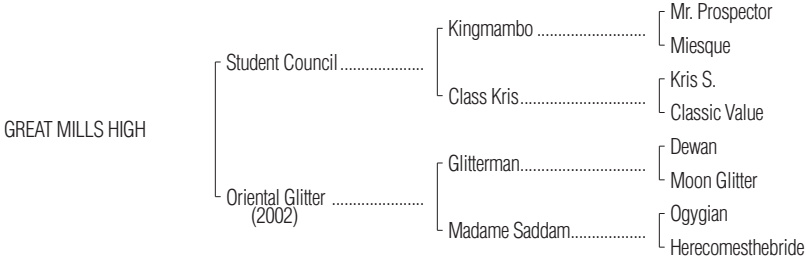 Mr. Prospector
Kingmambo ........................
Miesque
Student Council ...................
Kris S.
Class Kris............................
Classic Value
GREAT MILLS HIGH
Dewan
Glitterman...........................
Moon Glitter
Oriental Glitter .....................
(2002)
Ogygian
Madame Saddam.................
Herecomesthebride